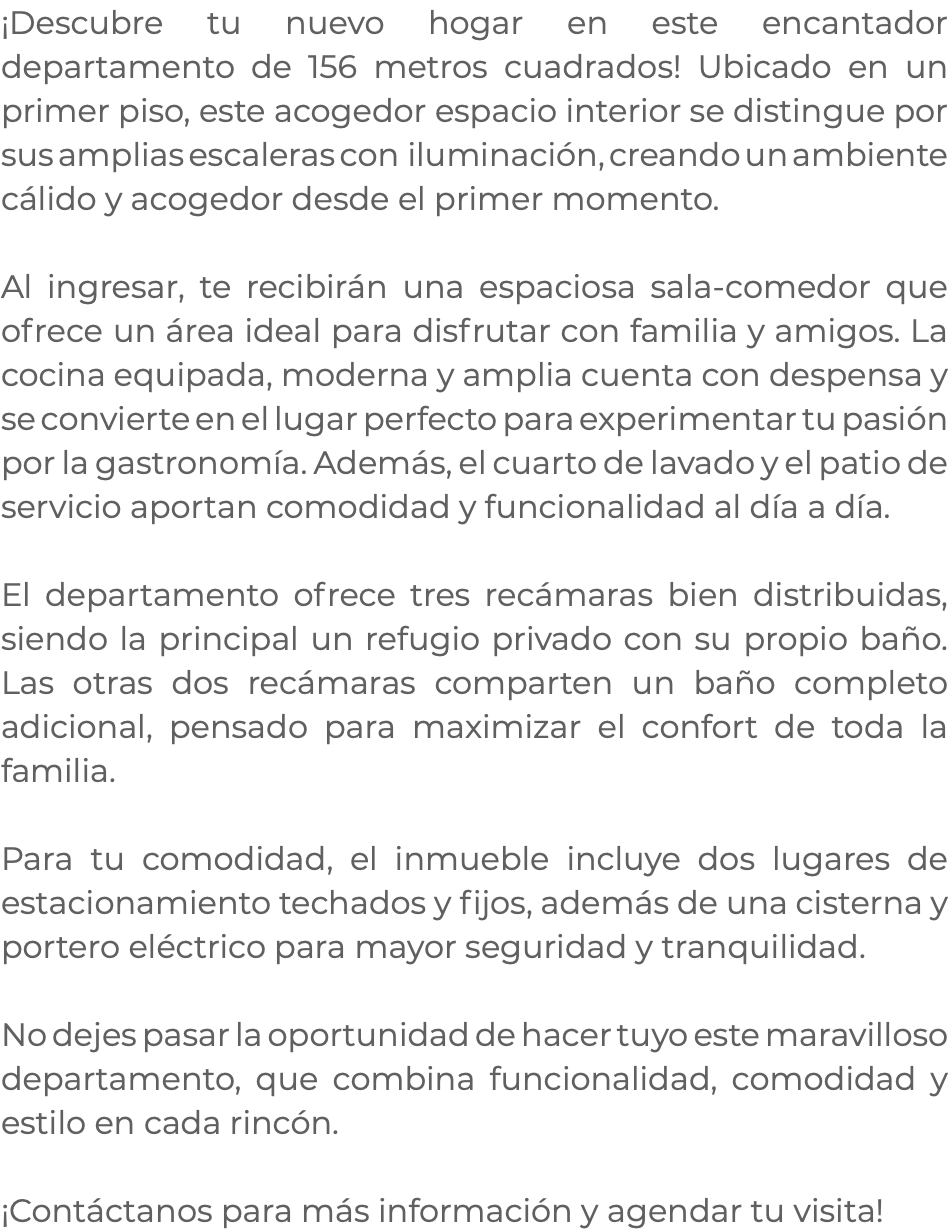 ¡Descubre tu nuevo hogar en este encantador
departamento de 156 metros cuadrados! Ubicado en un
primer piso, este acogedor espacio interior se distingue por
sus amplias escaleras con iluminación, creando un ambiente
cálido y acogedor desde el primer momento.

Al ingresar, te recibirán una espaciosa sala-comedor que
ofrece un área ideal para disfrutar con familia y amigos. La
cocina equipada, moderna y amplia cuenta con despensa y
se convierte en el lugar perfecto para experimentar tu pasión
por la gastronomía. Además, el cuarto de lavado y el patio de
servicio aportan comodidad y funcionalidad al día a día.

El departamento ofrece tres recámaras bien distribuidas,
siendo la principal un refugio privado con su propio baño.
Las otras dos recámaras comparten un baño completo
adicional, pensado para maximizar el confort de toda la
familia.

Para tu comodidad, el inmueble incluye dos lugares de
estacionamiento techados y fijos, además de una cisterna y
portero eléctrico para mayor seguridad y tranquilidad.

No dejes pasar la oportunidad de hacer tuyo este maravilloso
departamento, que combina funcionalidad, comodidad y
estilo en cada rincón.

¡Contáctanos para más información y agendar tu visita!